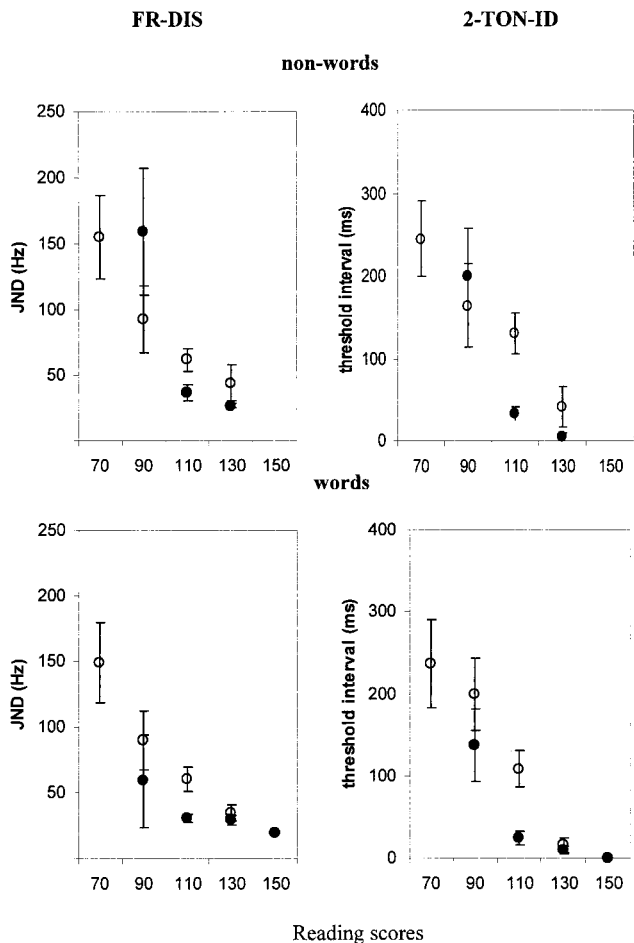 FR-DIS 2-TON-ID
non-words
JND (Hz)
250
200
150
100
50
70 90 110 130 150
threshold interval (ms)
400
300
200
100
0
70 90 110 130 150
words
JND (Hz)
250
200
150
100
50
70 90 110 130 150
threshold interval (ms)
400
300
200
100
0
70 90 110 130 150
Reading scores